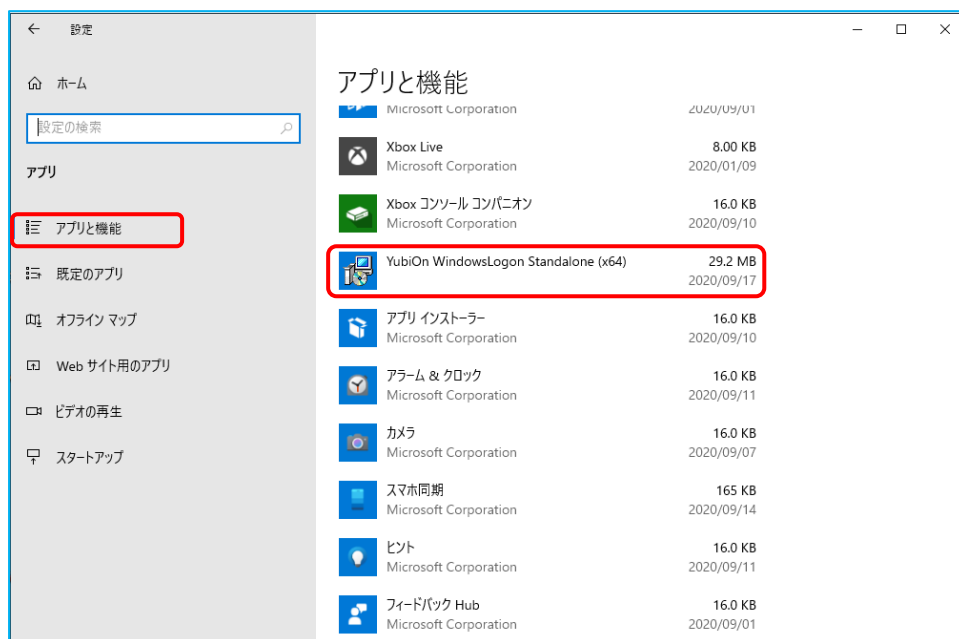 設定
ホーム
設定の検索
アプリ
アプリと機能
既定のアプリ
オフライン マップ
Web サイト用のアプリ
ビデオの再生
スタートアップ
アプリと機能
Microsoft Corporation 2020/09/01
Xbox Live 8.00 KB
Microsoft Corporation 2020/01/09
Xbox コンソール コンパニオン 16.0 KB
Microsoft Corporation 2020/09/10
YubiOn WindowsLogon Standalone (x64) 29.2 MB
2020/09/17
アプリ インストーラー 16.0 KB
Microsoft Corporation 2020/09/10
アラーム & クロック 16.0 KB
Microsoft Corporation 2020/09/11
カメラ 16.0 KB
Microsoft Corporation 2020/09/07
スマホ同期 165 KB
Microsoft Corporation 2020/09/14
ヒント 16.0 KB
Microsoft Corporation 2020/09/11
フィードバック Hub 16.0 KB
Microsoft Corporation 2020/09/01